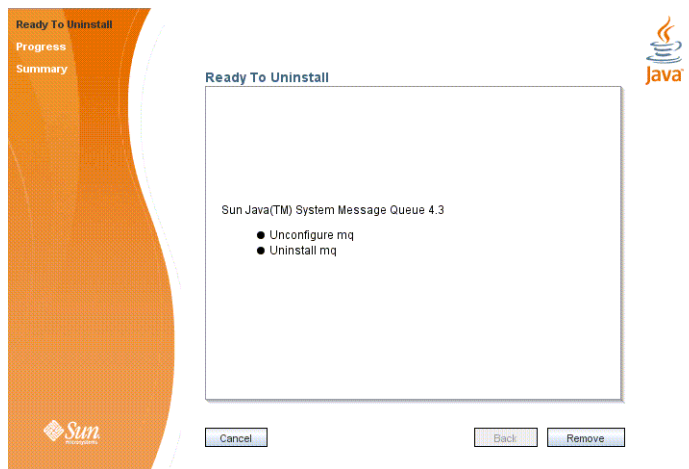 Ready To Uninstall
Progress
Summary
Java
Ready To Uninstall
Sun Java(TM) System Message Queue 4.3
● Unconfigure mq
● Uninstall mq
Sun
microsystems
Cancel
Back
Remove